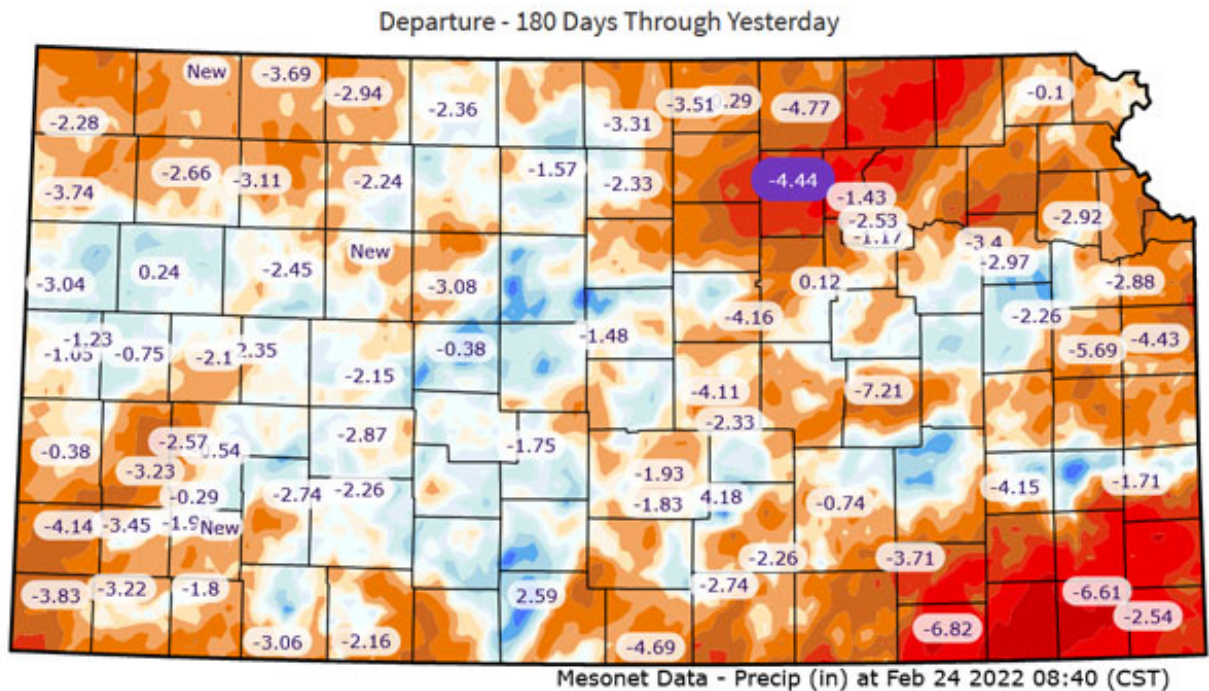 Departure - 180 Days Through Yesterday
New -3.69 -2.94 -2.36 -3.51 0.29 -4.77 -0.1
-2.28 -3.31
-2.66 -3.11 -2.24 -1.57 -2.33 -4.44
-3.74 -1.43
-2.53 -2.92
-1.17 -3.4
New -2.97
-3.04 0.24 -2.45 -3.08 0.12 -2.88
-4.16 -2.26
-1.23 -1.48 -4.43
-1.05 -0.75 -2.1 2.35 -0.38 -5.69
-2.15 -4.11 -7.21
-2.33
-0.38 -2.57 .54 -2.87 -1.75
-3.23 -1.93 -1.71
-0.29 -2.74 -2.26 -1.83 4.18 -0.74 -4.15
-4.14 -3.45 -1.9 New
-2.26 -3.71
-3.83 -3.22 -1.8 2.59 -2.74 -6.61
-2.54
-3.06 -2.16 -4.69 -6.82
Mesonet Data - Precip (in) at Feb 24 2022 08:40 (CST)